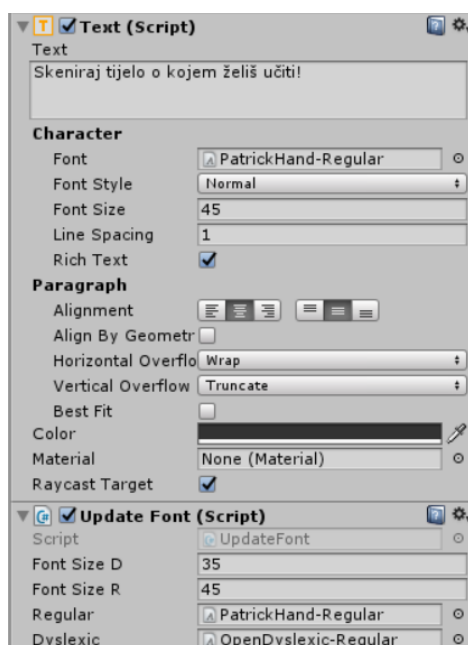 Text (Script)
Text
Skeniraj tijelo o kojem želiš učiti!
Character
Font PatrickHand-Regular
Font Style Normal
Font Size 45
Line Spacing 1
Rich Text
Paragraph
Alignment
Align By Geometr
Horizontal Overflo Wrap
Vertical Overflow Truncate
Best Fit
Color
Material None (Material)
Raycast Target
Update Font (Script)
Script UpdateFont
Font Size D 35
Font Size R 45
Regular PatrickHand-Regular
Dyslexic OpenDyslexic-Regular